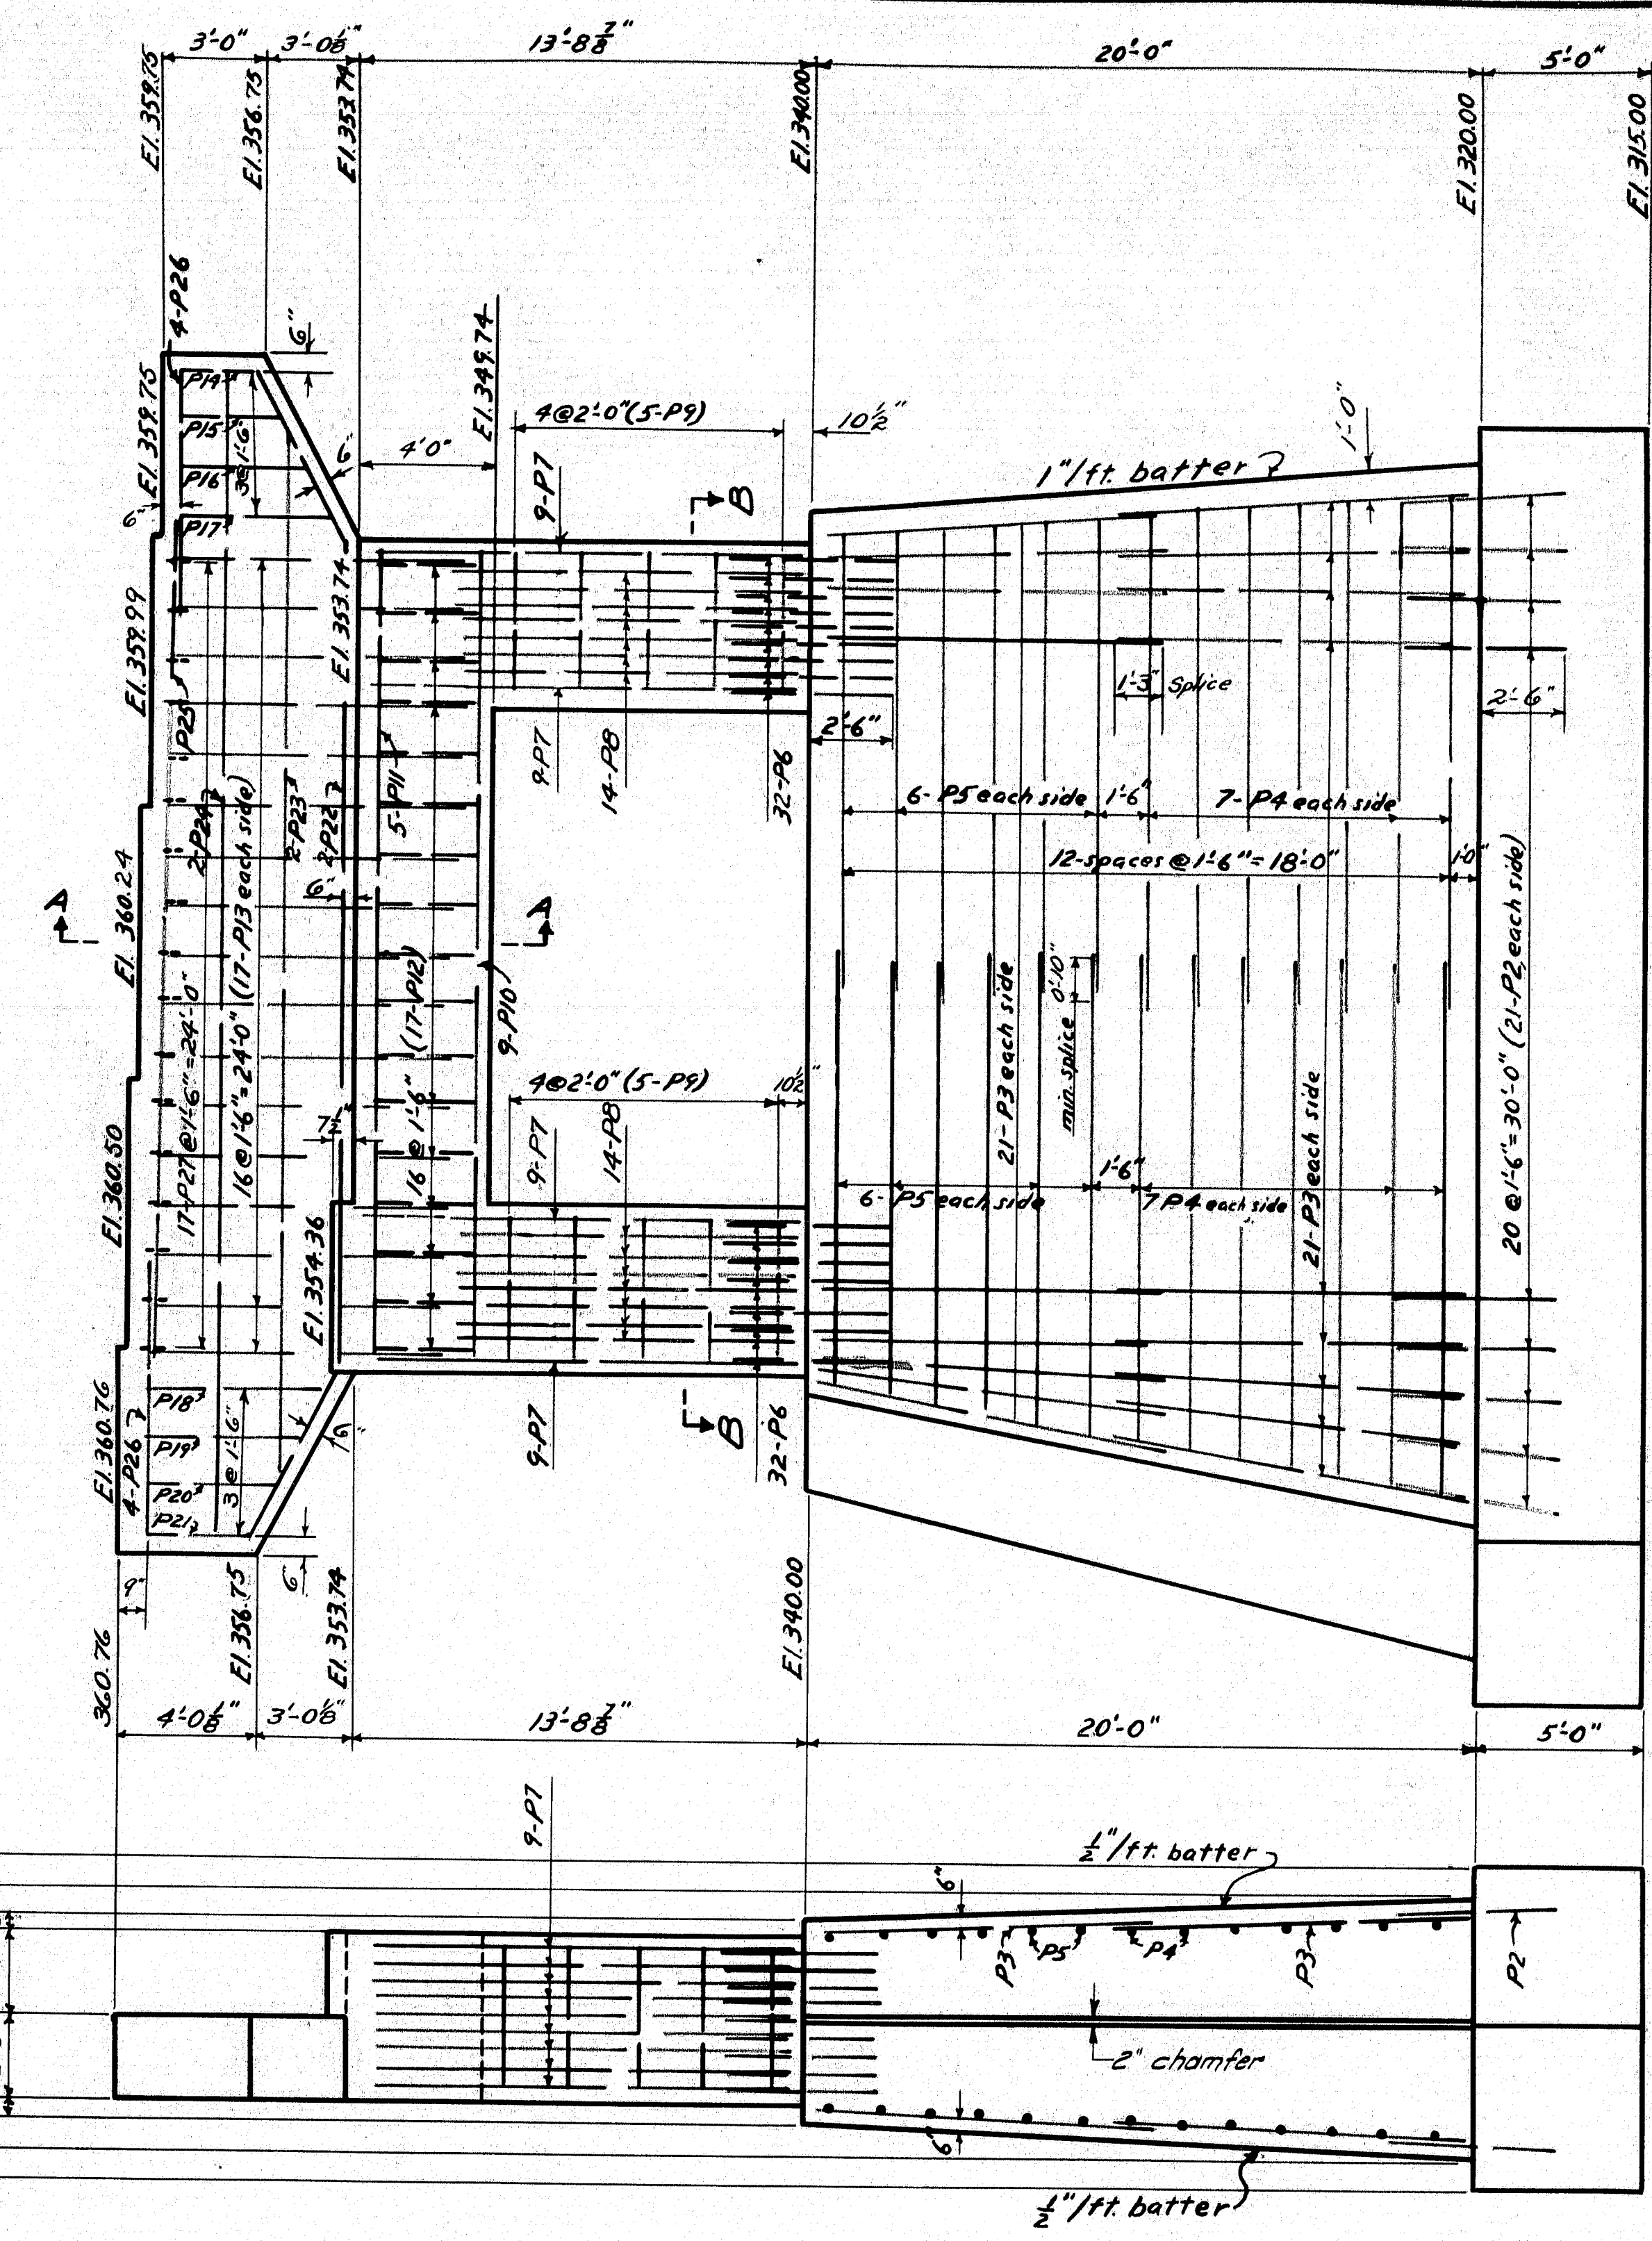 3'-0"
3'-0⅛"
13'-8⅞"
20'-0"
5'-0"
El. 359.75
El. 356.75
El. 353.74
El. 340.00
El. 320.00
El. 315.00
4-P26
6"
El. 349.74
El. 359.75
P14
P15
P16
P17
3@1'-6"
6"
6"
4'0"
4@2'-0"(5-P9)
10½"
9-P7
B
1"/ft. batter
1'-0"
El. 359.99
El. 353.74
P25
1'-3" Splice
2'-6"
2'-6"
9-P7
14-P8
32-P6
2-P24
2-P23
2-P22
5-P11
6-P5 each side
1'-6"
7-P4 each side
12-spaces @ 1'-6"= 18'-0"
1'-0"
El. 360.24
6"
A
A
16@1'-6"=24'-0" (17-P13 each side)
17-P27@1'-6"=24'-0"
16 @ 1'-6" (17-P12)
9-P10
21-P3 each side
min. splice 0'-10"
21-P3 each side
20 @1'-6"=30'-0" (21-P2, each side)
4@2'-0"(5-P9)
10½"
9-P7
14-P8
7½"
El. 360.50
El. 354.36
6-P5 each side
1'-6"
7 P4 each side
El. 360.76
4-P26
P18
P19
P20
P21
3@1'-6"
6"
6
9"
9-P7
B
32-P6
360.76
El. 356.75
El. 353.74
El. 340.00
4'-0⅛"
3'-0⅛"
13'-8⅞"
20'-0"
5'-0"
9-P7
½"/ft. batter
6"
P3
P5
P4
P3
P2
2" chamfer
6"
½"/ft. batter